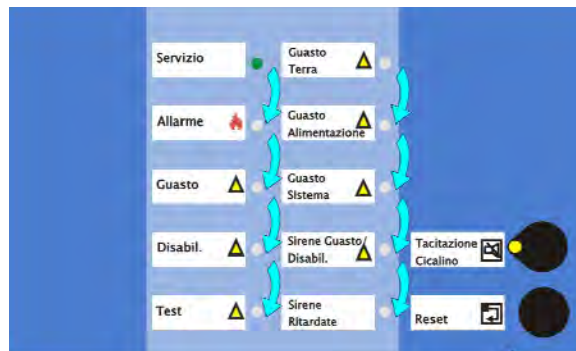 Servizio
Allarme
Guasto
Disabil.
Test
Guasto
Terra
Guasto
Alimentazione
Guasto
Sistema
Sirene Guasto/
Disabil.
Sirene
Ritardate
Tacitazione
Cicalino
Reset